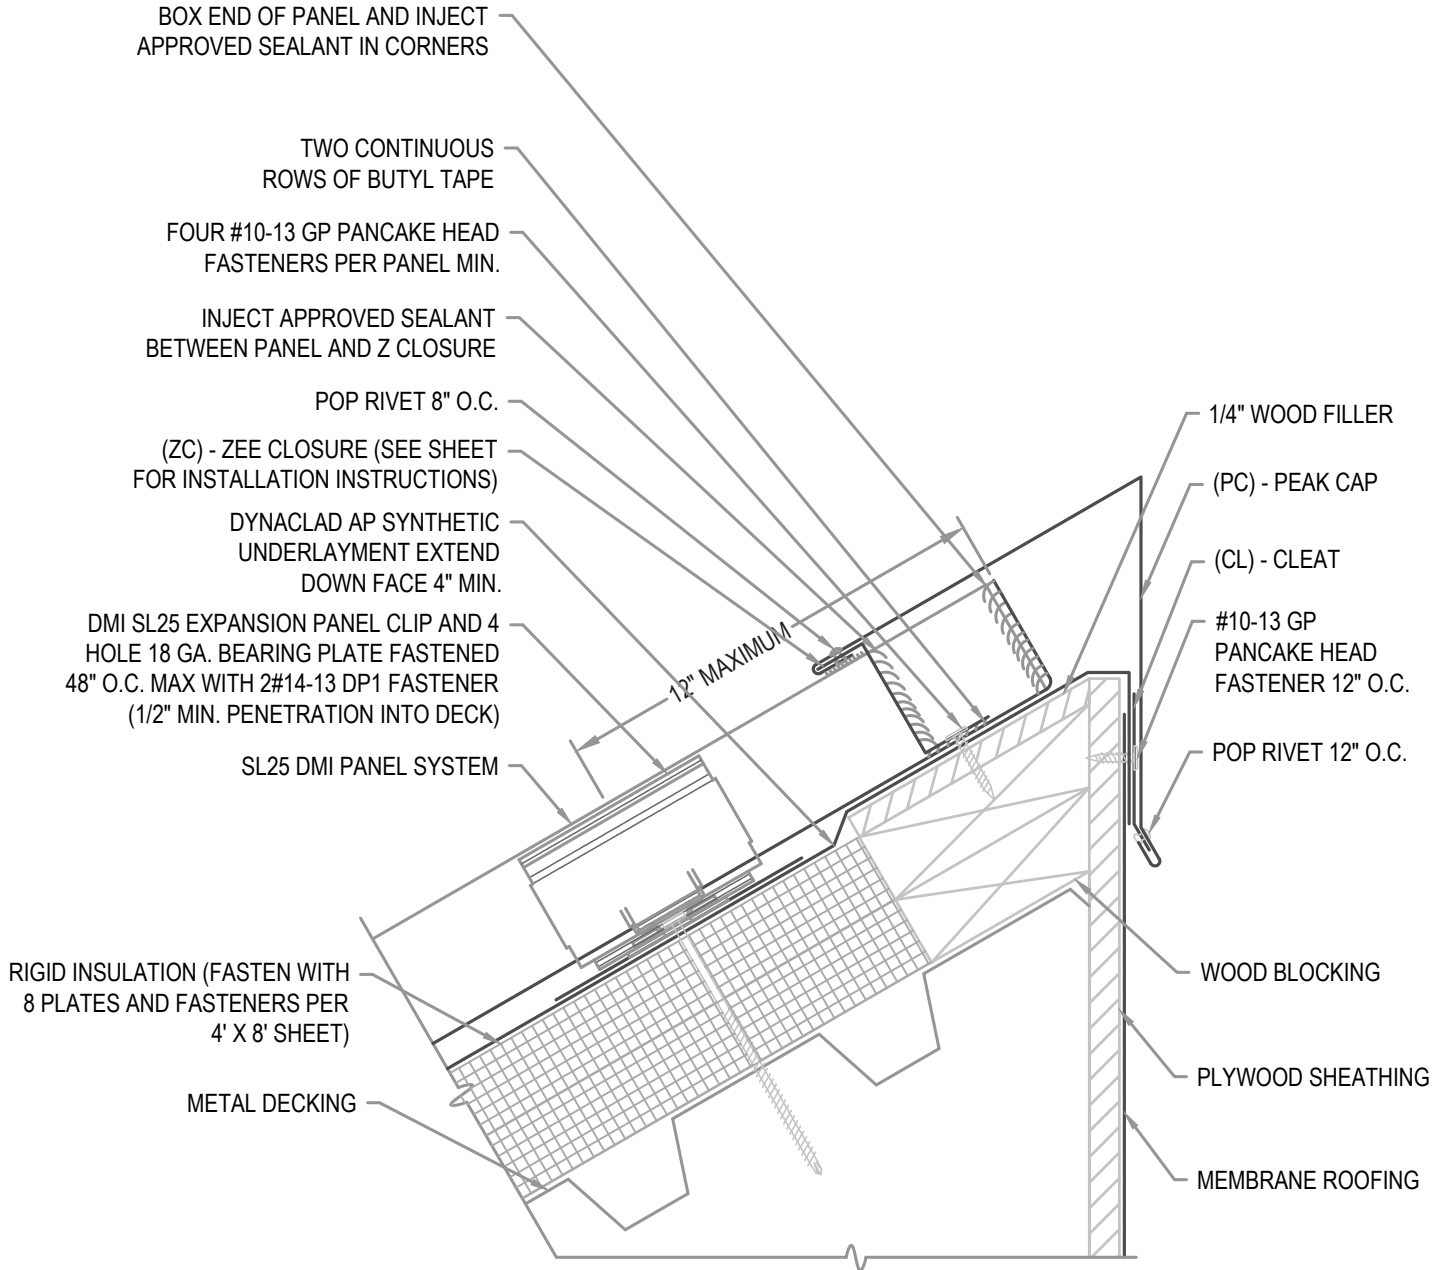 BOX END OF PANEL AND INJECT
APPROVED SEALANT IN CORNERS
TWO CONTINUOUS
ROWS OF BUTYL TAPE
FOUR #10-13 GP PANCAKE HEAD
FASTENERS PER PANEL MIN.
INJECT APPROVED SEALANT
BETWEEN PANEL AND Z CLOSURE
POP RIVET 8" O.C.
(ZC) - ZEE CLOSURE (SEE SHEET
FOR INSTALLATION INSTRUCTIONS)
DYNACLAD AP SYNTHETIC
UNDERLAYMENT EXTEND
DOWN FACE 4" MIN.
DMI SL25 EXPANSION PANEL CLIP AND 4
HOLE 18 GA. BEARING PLATE FASTENED
48" O.C. MAX WITH 2#14-13 DP1 FASTENER
(1/2" MIN. PENETRATION INTO DECK)
SL25 DMI PANEL SYSTEM
RIGID INSULATION (FASTEN WITH
8 PLATES AND FASTENERS PER
4' X 8' SHEET)
METAL DECKING
12" MAXIMUM
1/4" WOOD FILLER
(PC) - PEAK CAP
(CL) - CLEAT
#10-13 GP
PANCAKE HEAD
FASTENER 12" O.C.
POP RIVET 12" O.C.
WOOD BLOCKING
PLYWOOD SHEATHING
MEMBRANE ROOFING